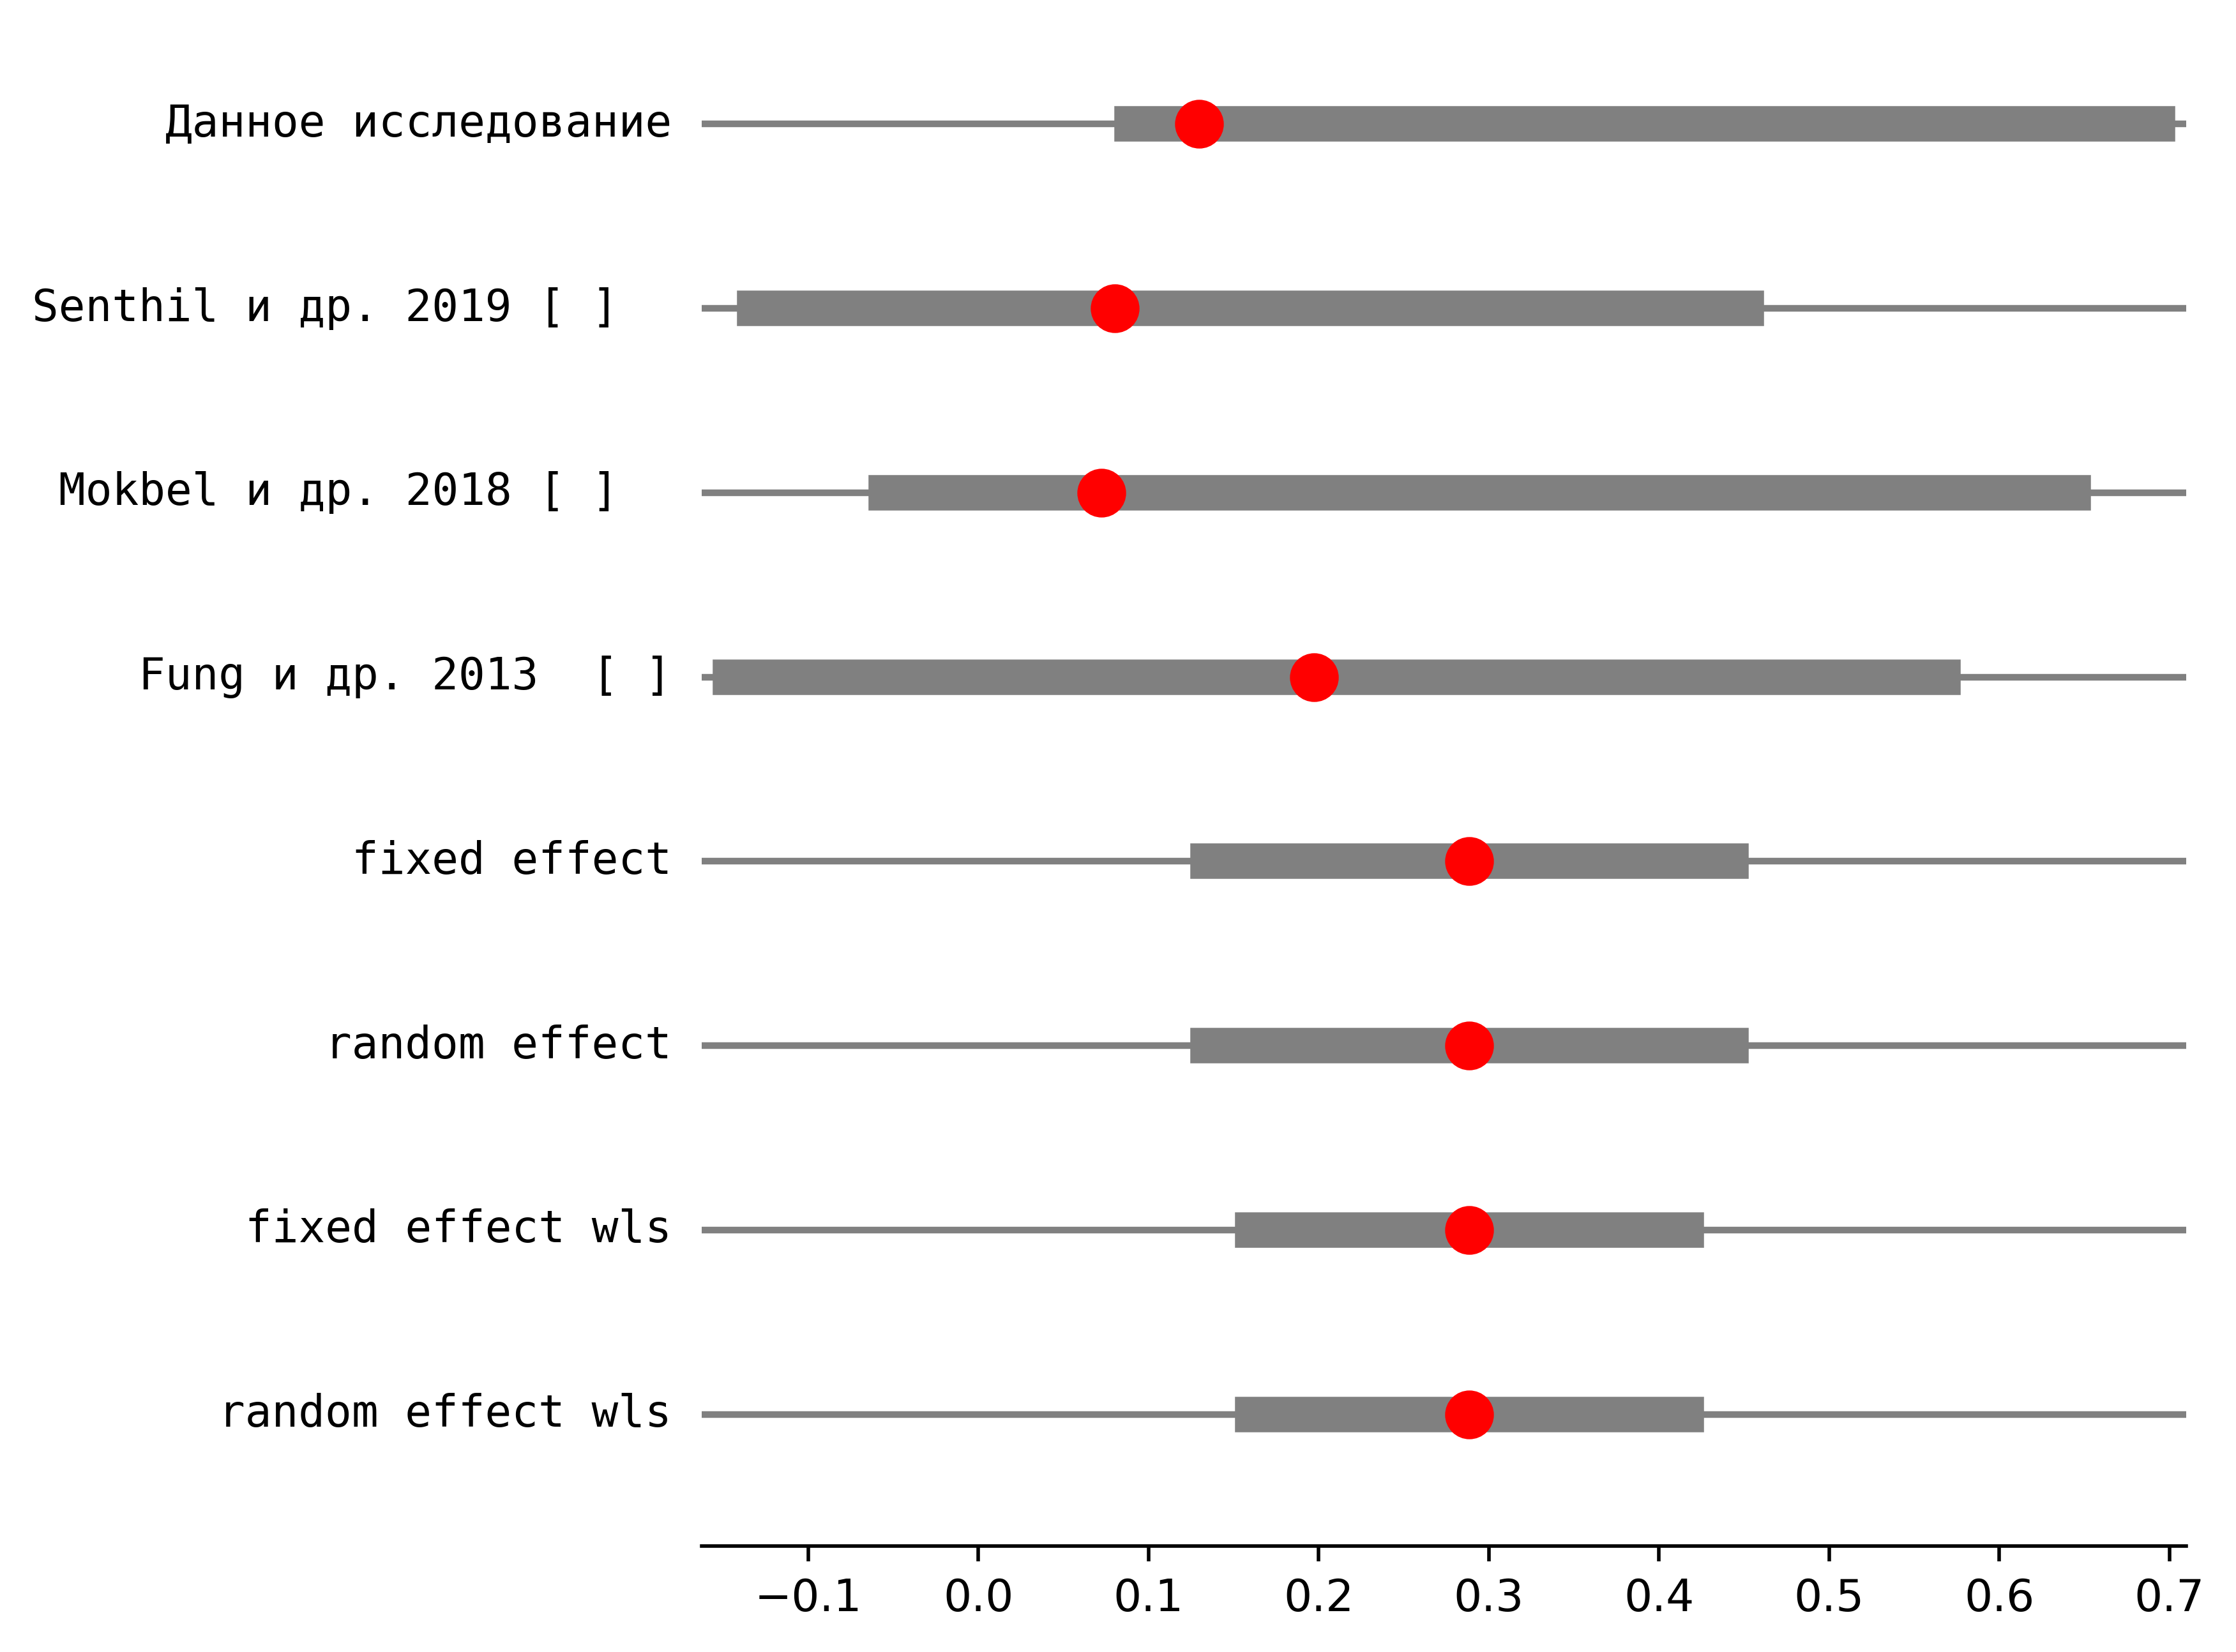 Данное исследование
Senthil и др. 2019 [ ]
Mokbel и др. 2018 [ ]
Fung и др. 2013  [ ]
fixed effect
random effect
fixed effect wls
random effect wls
−0.1 0.0 0.1 0.2 0.3 0.4 0.5 0.6 0.7